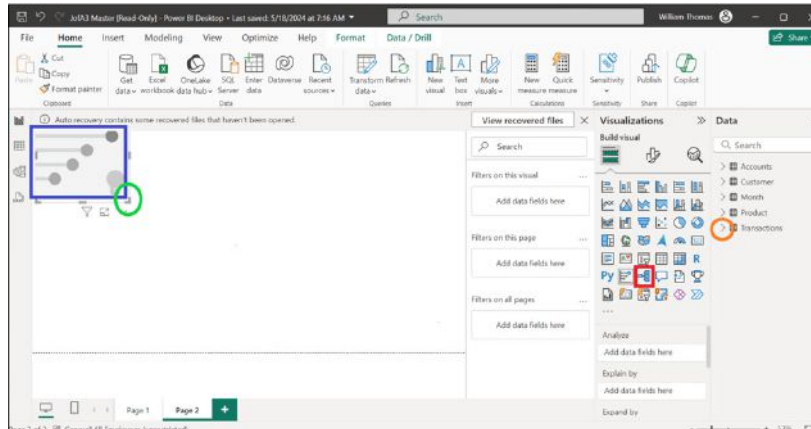 JoIA3 Master (Read-Only) - Power BI Desktop • Last saved: 5/18/2024 at 7:16 AM
Search
William Thomas
File Home Insert Modeling View Optimize Help Format Data / Drill
Share
Paste
Cut
Copy
Format painter
Get data
Excel workbook
OneLake data hub
SQL Server
Enter data
Dataverse
Recent sources
Transform data
Refresh
New visual
Text box
More visuals
New measure
Quick measure
Sensitivity
Publish
Copilot
Clipboard
Data
Queries
Insert
Calculations
Sensitivity
Share
Copilot
Auto recovery contains some recovered files that haven't been opened.
View recovered files
Search
Filters on this visual ...
Add data fields here
Filters on this page ...
Add data fields here
Filters on all pages ...
Add data fields here
Visualizations
Build visual
R
Py
...
Analyze
Add data fields here
Explain by
Add data fields here
Expand by
Data
Search
Accounts
Customer
Month
Product
Transactions
Page 1
Page 2
+